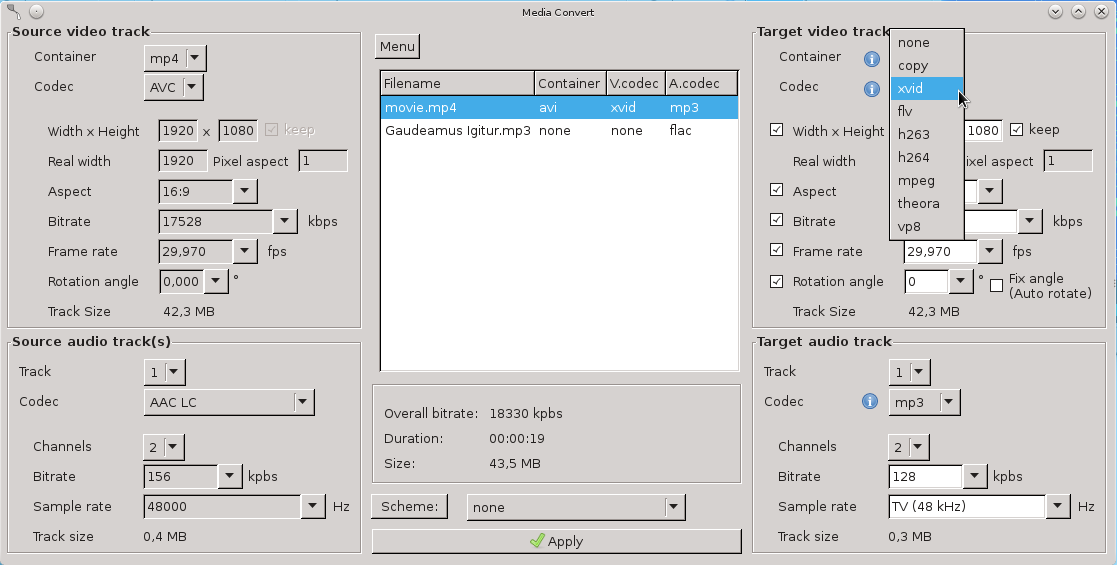 Media Convert
Source video track
Container mp4
Codec AVC
Width x Height 1920 x 1080 keep
Real width 1920 Pixel aspect 1
Aspect 16:9
Bitrate 17528 kbps
Frame rate 29,970 fps
Rotation angle 0,000 °
Track Size 42,3 MB
Source audio track(s)
Track 1
Codec AAC LC
Channels 2
Bitrate 156 kpbs
Sample rate 48000 Hz
Track size 0,4 MB
Menu
Filename Container V.codec A.codec
movie.mp4 avi xvid mp3
Gaudeamus Igitur.mp3 none none flac
Overall bitrate: 18330 kpbs
Duration: 00:00:19
Size: 43,5 MB
Scheme: none
Apply
Target video track
Container
Codec
none
copy
xvid
flv
h263
h264
mpeg
theora
vp8
Width x Height 1080 keep
Real width ixel aspect 1
Aspect
Bitrate kbps
Frame rate 29,970 fps
Rotation angle 0 ° Fix angle
(Auto rotate)
Track Size 42,3 MB
Target audio track
Track 1
Codec mp3
Channels 2
Bitrate 128 kpbs
Sample rate TV (48 kHz) Hz
Track size 0,3 MB